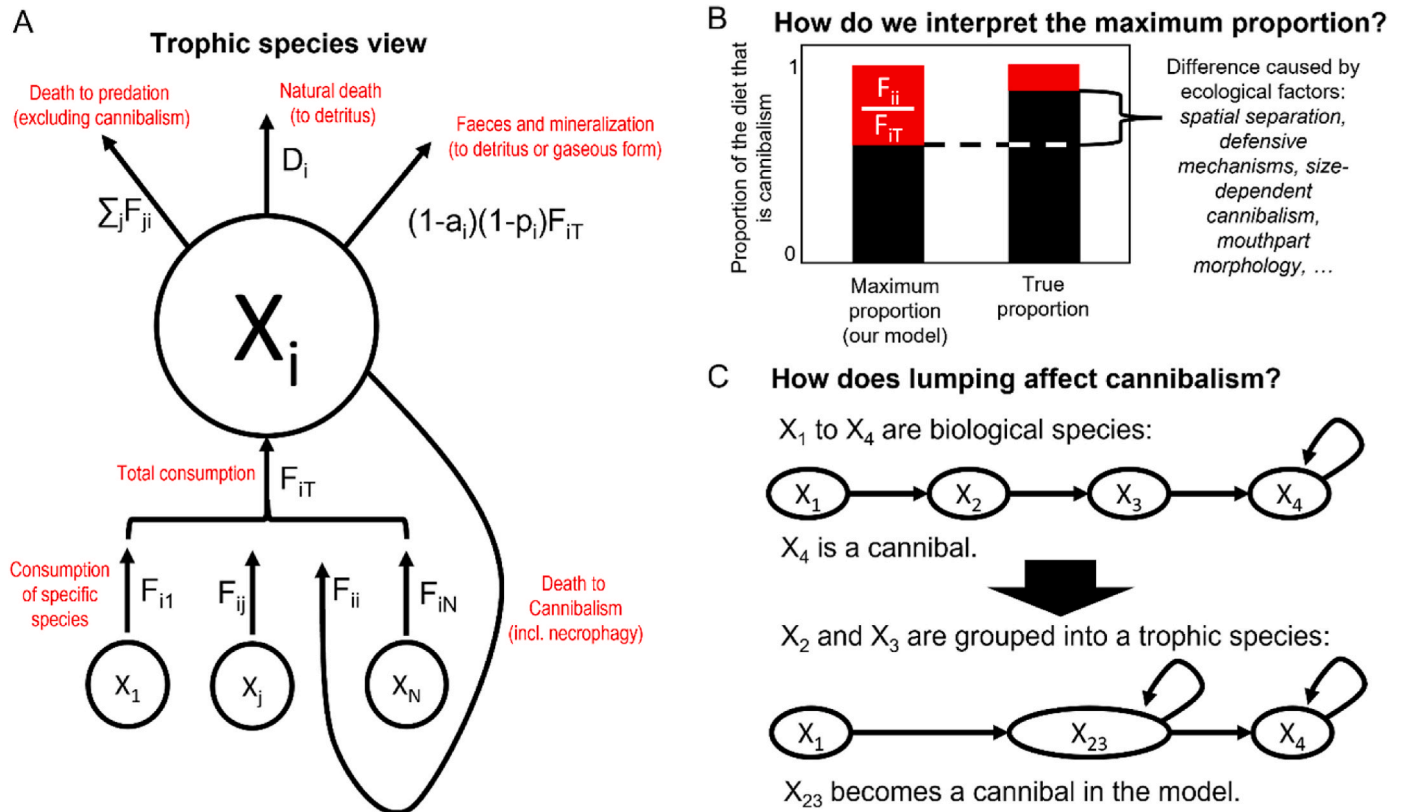 A
Trophic species view
Death to predation
(excluding cannibalism)
Natural death
(to detritus)
Faeces and mineralization
(to detritus or gaseous form)
∑jFji
Di
(1-ai)(1-pi)FiT
Xi
Total consumption
FiT
Consumption
of specific
species
Fi1
Fij
Fii
FiN
Death to
Cannibalism
(incl. necrophagy)
X1
Xj
XN
B
How do we interpret the maximum proportion?
Proportion of the diet that
is cannibalism
1
0
Fii
FiT
Maximum
proportion
(our model)
True
proportion
Difference caused by
ecological factors:
spatial separation,
defensive
mechanisms, size-
dependent
cannibalism,
mouthpart
morphology, …
C
How does lumping affect cannibalism?
X1 to X4 are biological species:
X1
X2
X3
X4
X4 is a cannibal.
X2 and X3 are grouped into a trophic species:
X1
X23
X4
X23 becomes a cannibal in the model.